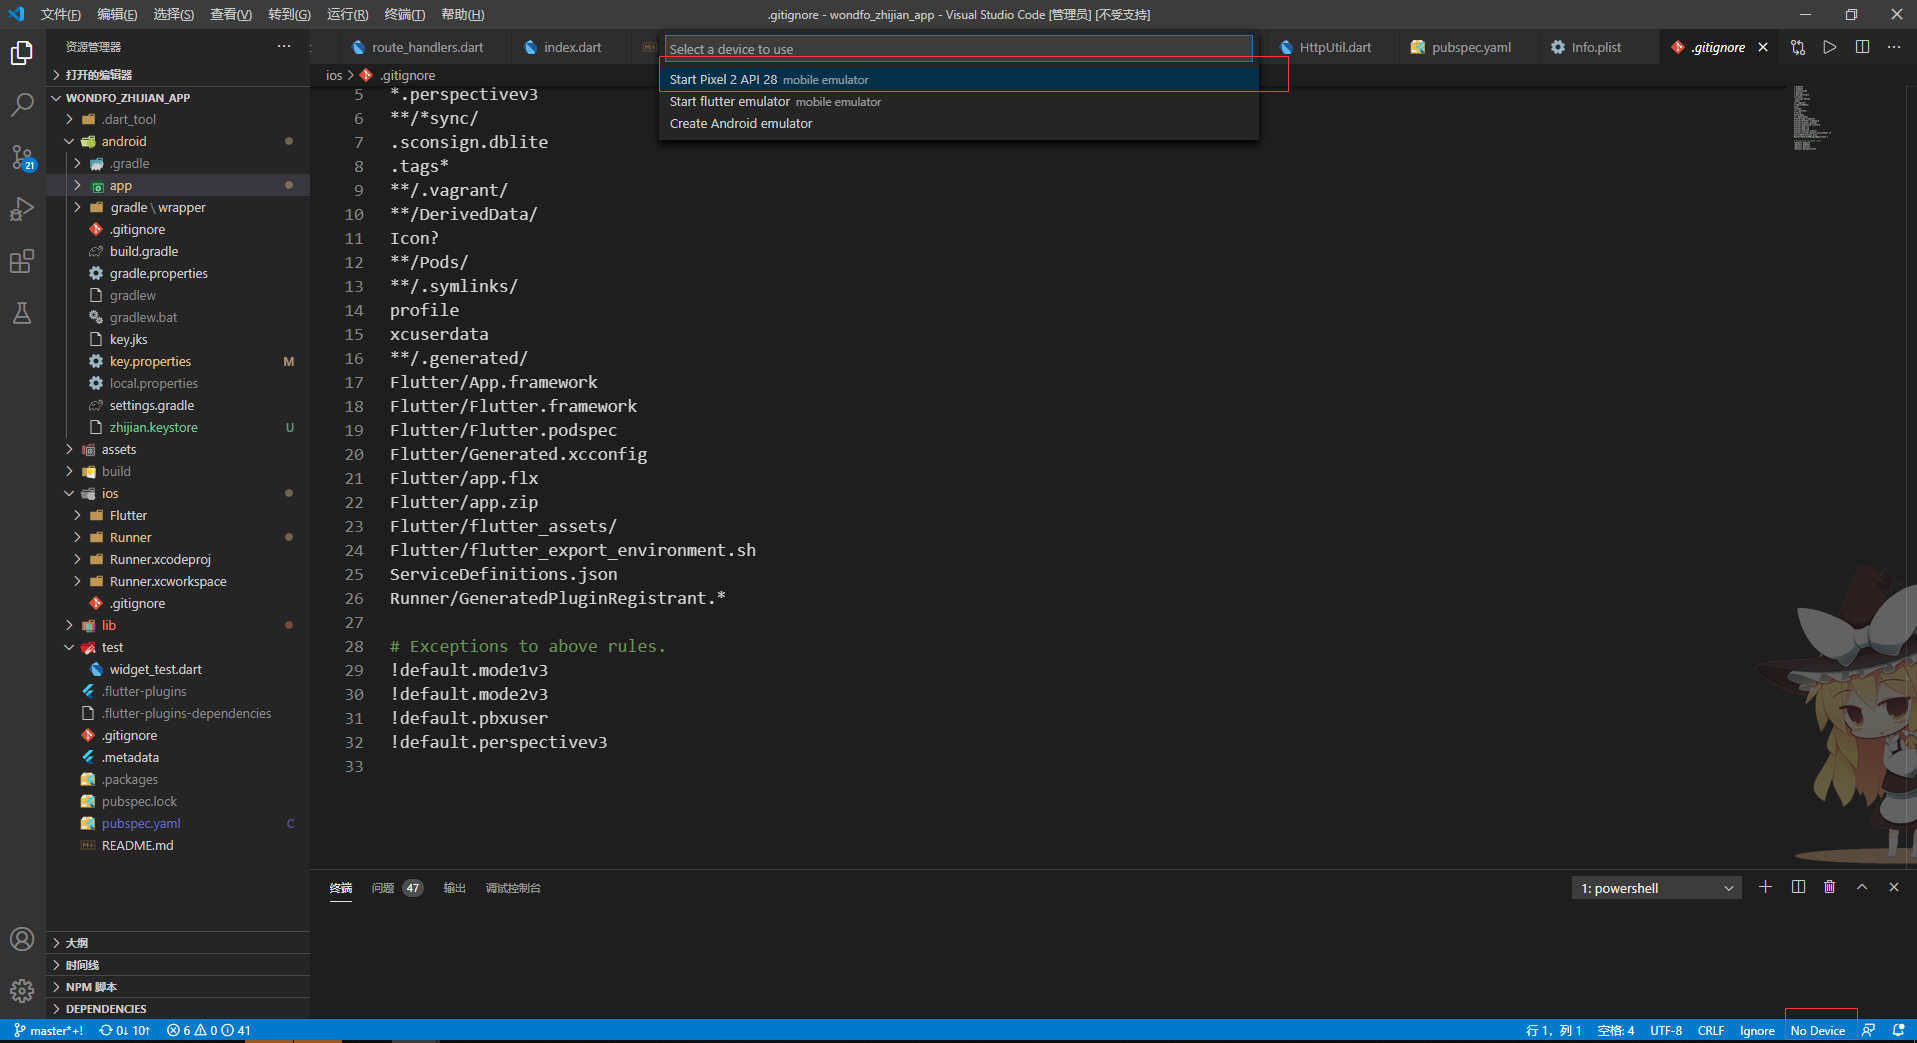 文件(F) 编辑(E) 选择(S) 查看(V) 转到(G) 运行(R) 终端(T) 帮助(H)
.gitignore - wondfo_zhijian_app - Visual Studio Code [管理员] [不受支持]
资源管理器
打开的编辑器
WONDFO_ZHIJIAN_APP
.dart_tool
android
.gradle
app
gradle \ wrapper
.gitignore
build.gradle
gradle.properties
gradlew
gradlew.bat
key.jks
key.properties M
local.properties
settings.gradle
zhijian.keystore U
assets
build
ios
Flutter
Runner
Runner.xcodeproj
Runner.xcworkspace
.gitignore
lib
test
widget_test.dart
.flutter-plugins
.flutter-plugins-dependencies
.gitignore
.metadata
.packages
pubspec.lock
pubspec.yaml C
README.md
大纲
时间线
NPM 脚本
DEPENDENCIES
21
route_handlers.dart
index.dart
HttpUtil.dart
pubspec.yaml
Info.plist
.gitignore
Select a device to use
Start Pixel 2 API 28 mobile emulator
Start flutter emulator mobile emulator
Create Android emulator
ios > .gitignore
5 *.perspectivev3
6 **/*sync/
7 .sconsign.dblite
8 .tags*
9 **/.vagrant/
10 **/DerivedData/
11 Icon?
12 **/Pods/
13 **/.symlinks/
14 profile
15 xcuserdata
16 **/.generated/
17 Flutter/App.framework
18 Flutter/Flutter.framework
19 Flutter/Flutter.podspec
20 Flutter/Generated.xcconfig
21 Flutter/app.flx
22 Flutter/app.zip
23 Flutter/flutter_assets/
24 Flutter/flutter_export_environment.sh
25 ServiceDefinitions.json
26 Runner/GeneratedPluginRegistrant.*
27
28 # Exceptions to above rules.
29 !default.mode1v3
30 !default.mode2v3
31 !default.pbxuser
32 !default.perspectivev3
33
终端 问题 47 输出 调试控制台
1: powershell
master*+! 0↓ 10↑ 6 0 41
行 1, 列 1 空格: 4 UTF-8 CRLF Ignore No Device